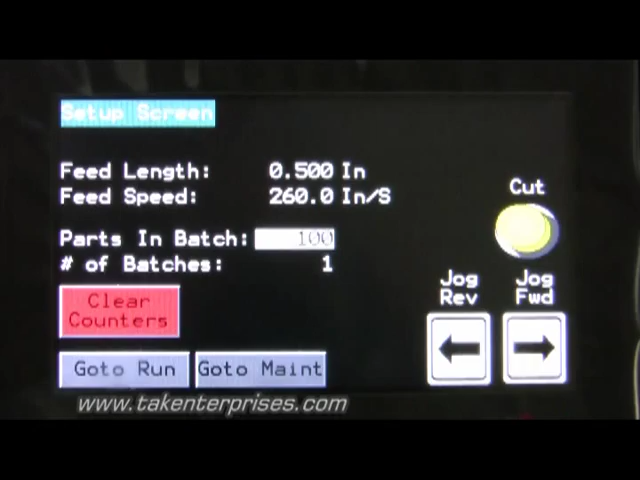 Setup Screen
Feed Length: 0.500 In
Feed Speed: 260.0 In/S
Cut
Parts In Batch: 100
# of Batches: 1
Jog Rev
Jog Fwd
Clear
Counters
Goto Run
Goto Maint
www.takenterprises.com